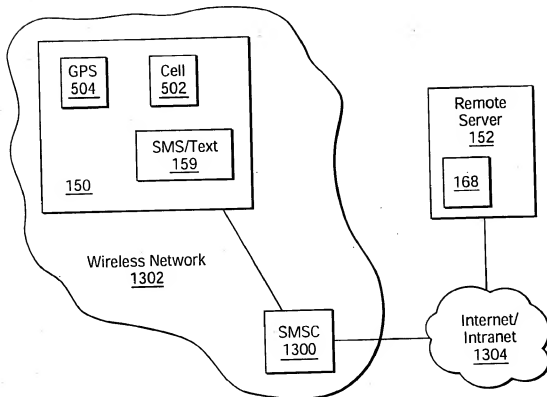 GPS
504
Cell
502
SMS/Text
159
150
Wireless Network
1302
SMSC
1300
Remote
Server
152
168
Internet/
Intranet
1304